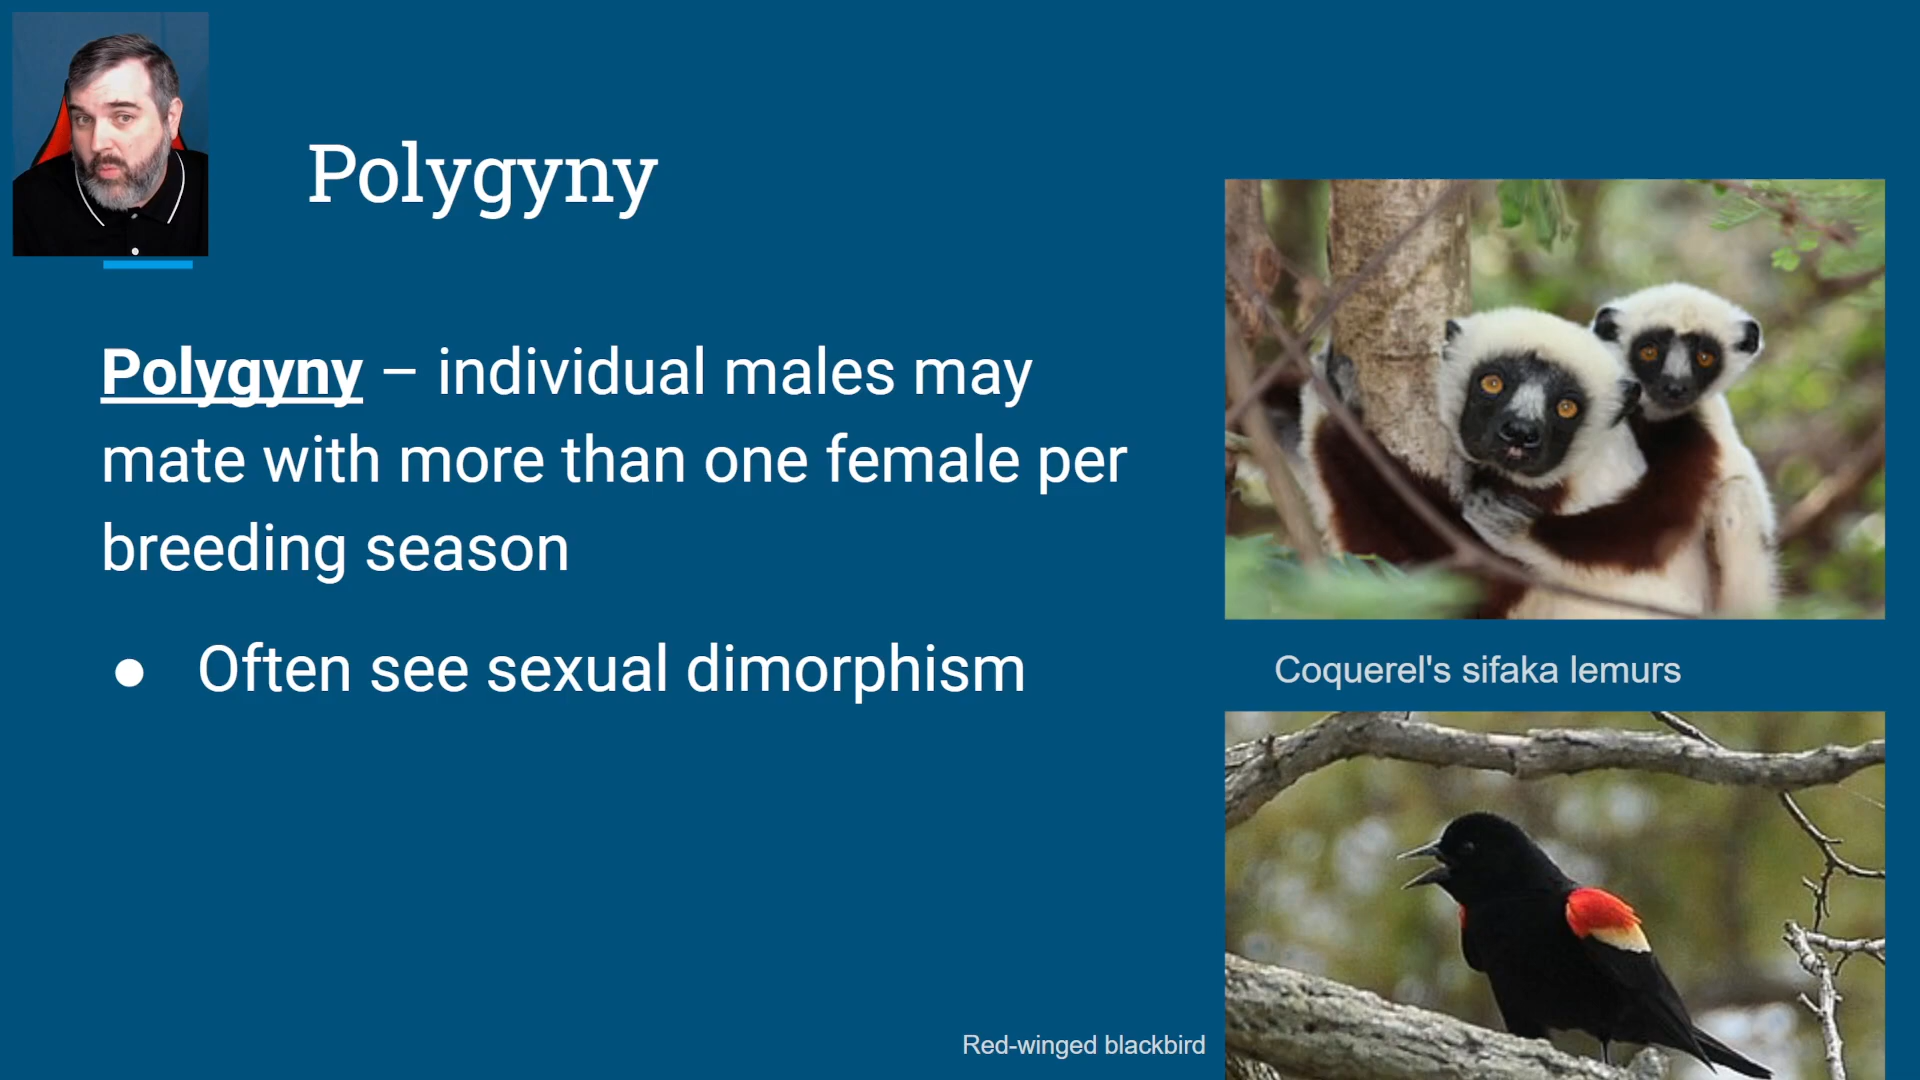 Polygyny
Polygyny – individual males may
mate with more than one female per
breeding season
● Often see sexual dimorphism
Coquerel's sifaka lemurs
Red-winged blackbird